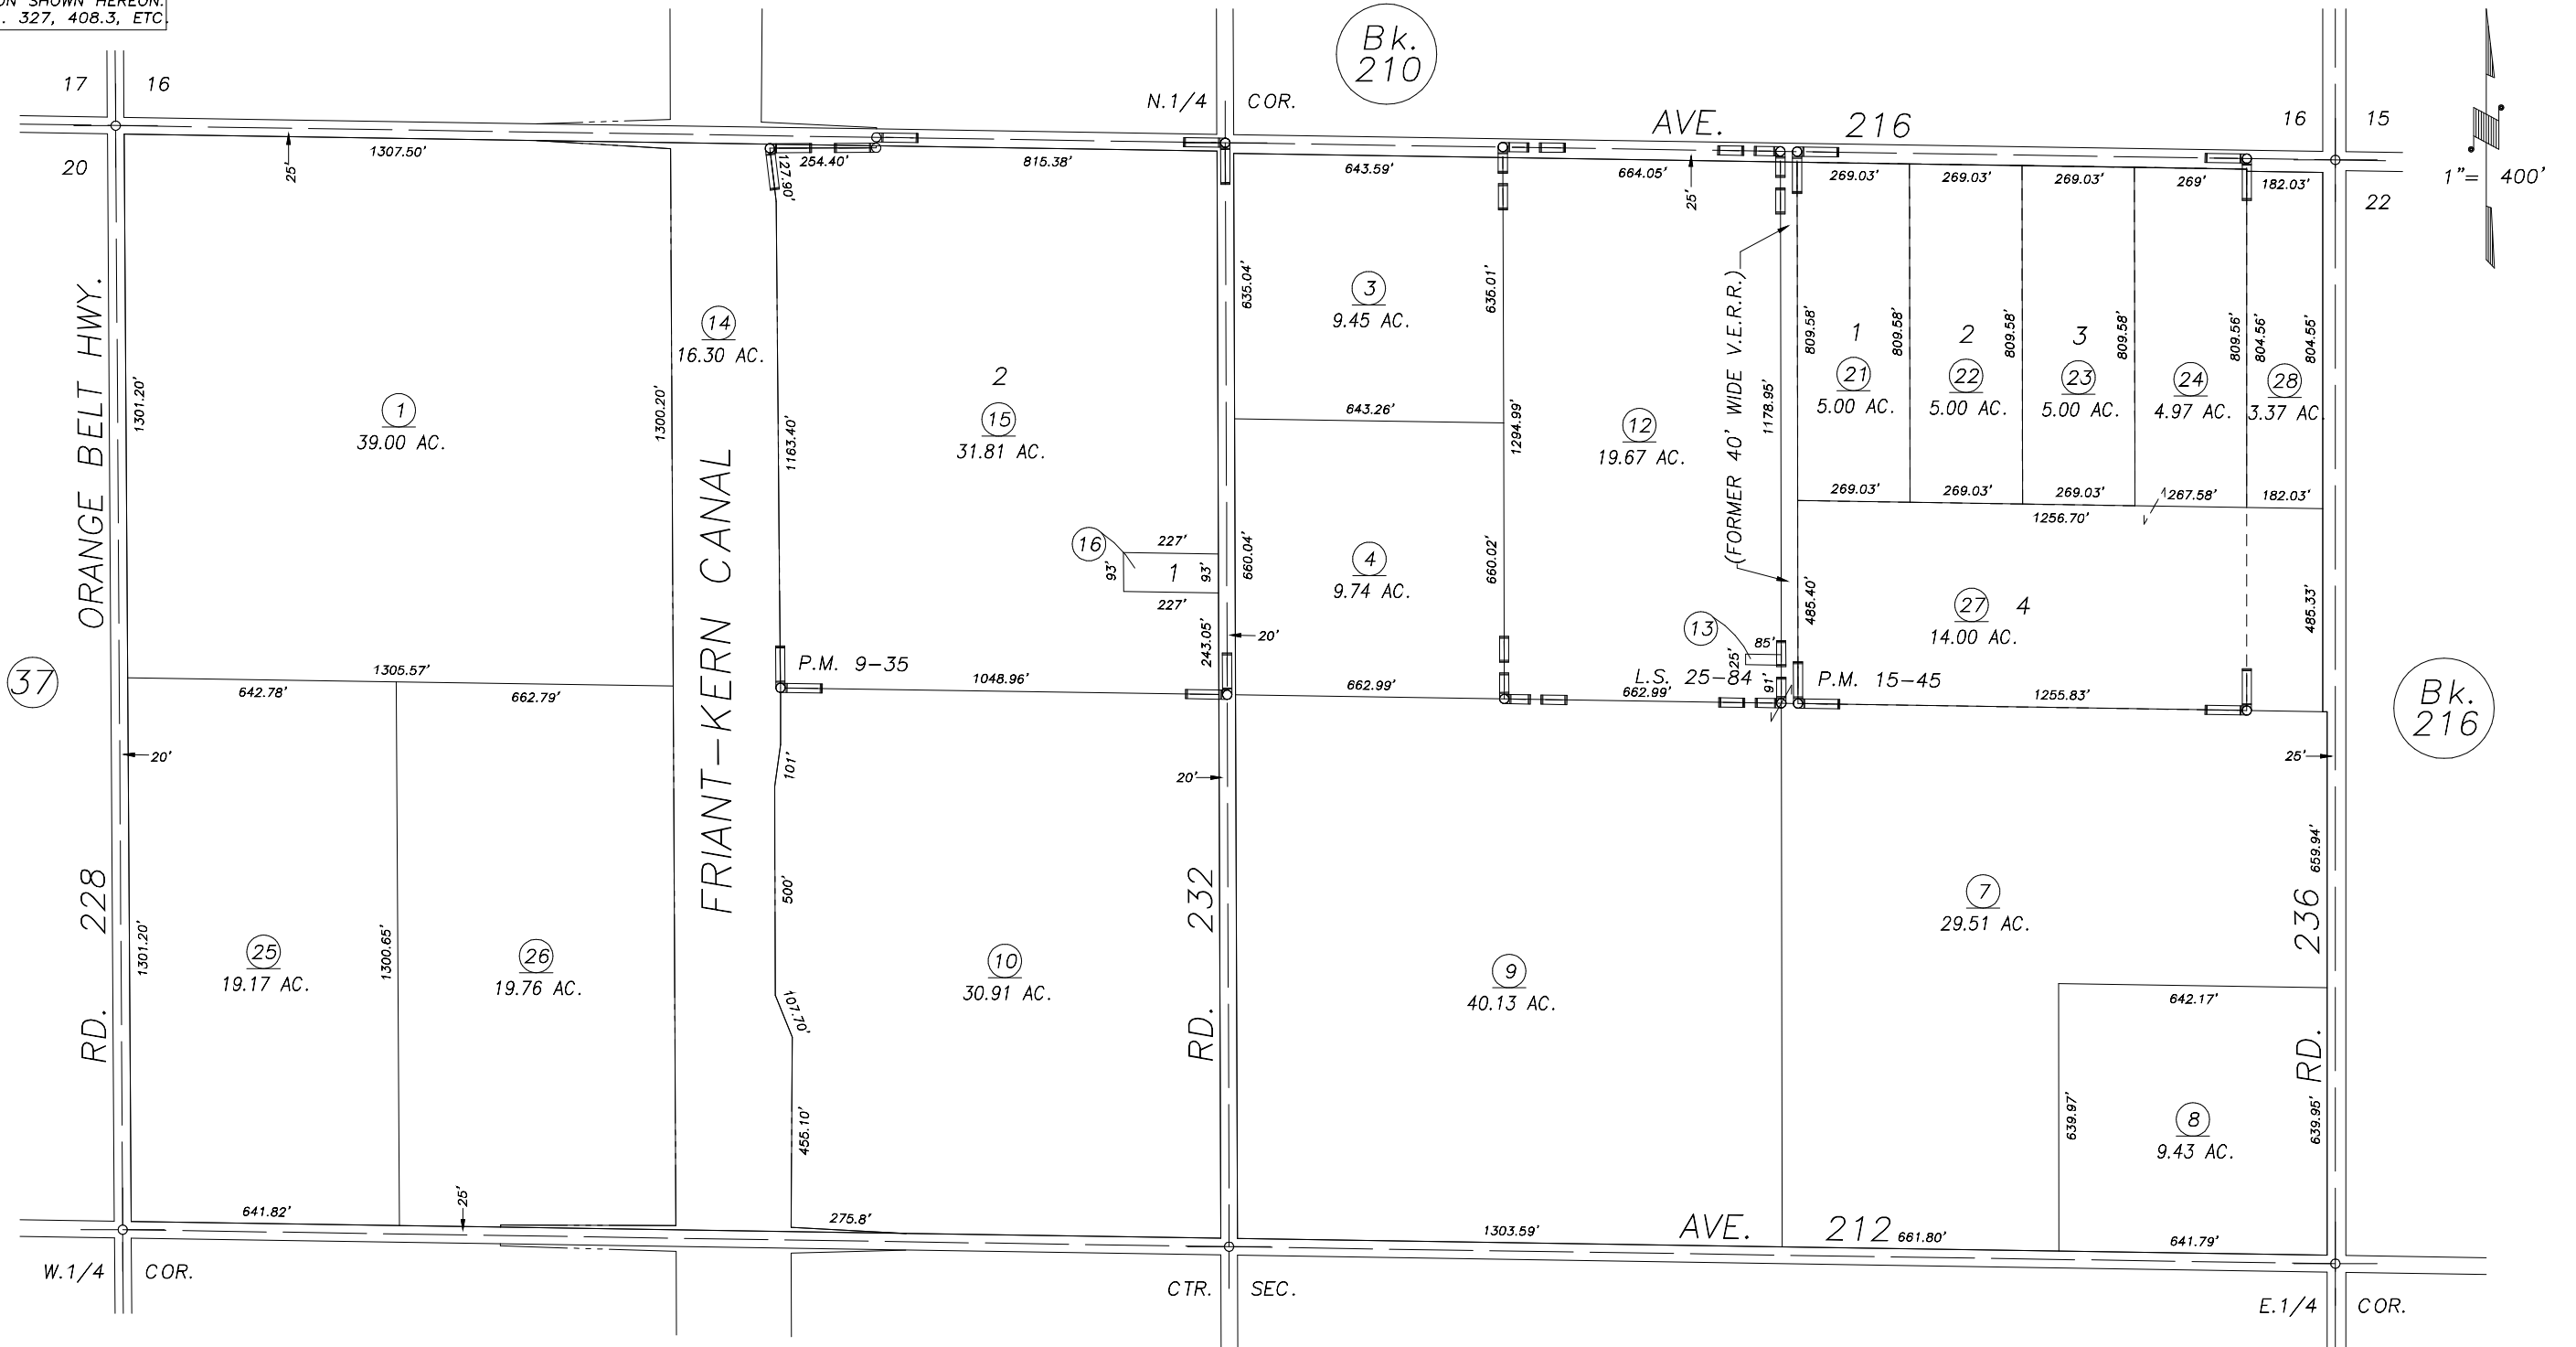 ON SHOWN HEREON.
. 327, 408.3, ETC.
Bk.
210
17 16
N.1/4 COR.
AVE. 216
16 15
20
22
1"= 400'
1307.50'
25'
127.90'
254.40'
815.38'
643.59'
664.05'
25'
269.03'
269.03'
269.03'
269'
182.03'
ORANGE BELT HWY.
1301.20'
1
39.00 AC.
1300.20'
14
16.30 AC.
FRIANT-KERN CANAL
1163.40'
2
15
31.81 AC.
635.04'
3
9.45 AC.
635.01'
643.26'
1294.99'
12
19.67 AC.
(FORMER 40' WIDE V.E.R.R.)
1178.95'
809.58'
1
21
5.00 AC.
809.58'
2
22
5.00 AC.
809.58'
3
23
5.00 AC.
809.58'
24
4.97 AC.
809.56'
804.56'
28
3.37 AC.
804.55'
269.03'
269.03'
269.03'
267.58'
182.03'
1256.70'
16
227'
93'
1
93'
227'
660.04'
243.05'
20'
4
9.74 AC.
660.02'
13
85'
25'
91'
485.40'
27 4
14.00 AC.
485.33'
37
1305.57'
642.78'
662.79'
P.M. 9-35
1048.96'
662.99'
L.S. 25-84
662.99'
P.M. 15-45
1255.83'
Bk.
216
20'
101'
20'
25'
RD. 228
1301.20'
25
19.17 AC.
1300.65'
26
19.76 AC.
500'
107.70'
455.10'
10
30.91 AC.
RD. 232
9
40.13 AC.
7
29.51 AC.
659.94'
RD. 236
642.17'
639.97'
8
9.43 AC.
639.95'
641.82'
25'
275.8'
1303.59'
AVE. 212
661.80'
641.79'
W.1/4 COR.
CTR. SEC.
E.1/4 COR.